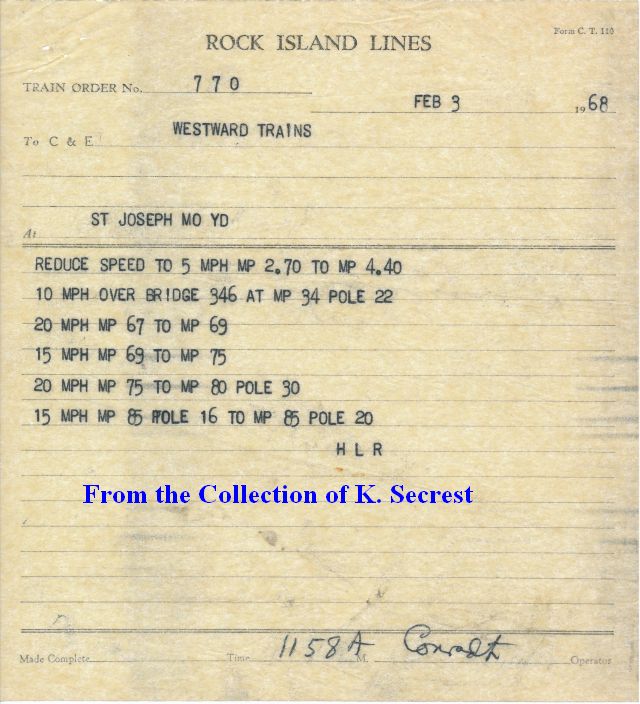 Form C. T. 110
ROCK ISLAND LINES
TRAIN ORDER No. 770
FEB 3 1968
To C & E WESTWARD TRAINS
At ST JOSEPH MO YD
REDUCE SPEED TO 5 MPH MP 2.70 TO MP 4.40
10 MPH OVER BRIDGE 346 AT MP 34 POLE 22
20 MPH MP 67 TO MP 69
15 MPH MP 69 TO MP 75
20 MPH MP 75 TO MP 80 POLE 30
15 MPH MP 85 POLE 16 TO MP 85 POLE 20
H L R
From the Collection of K. Secrest
Made Complete Time 1158A M. Conradt Operator